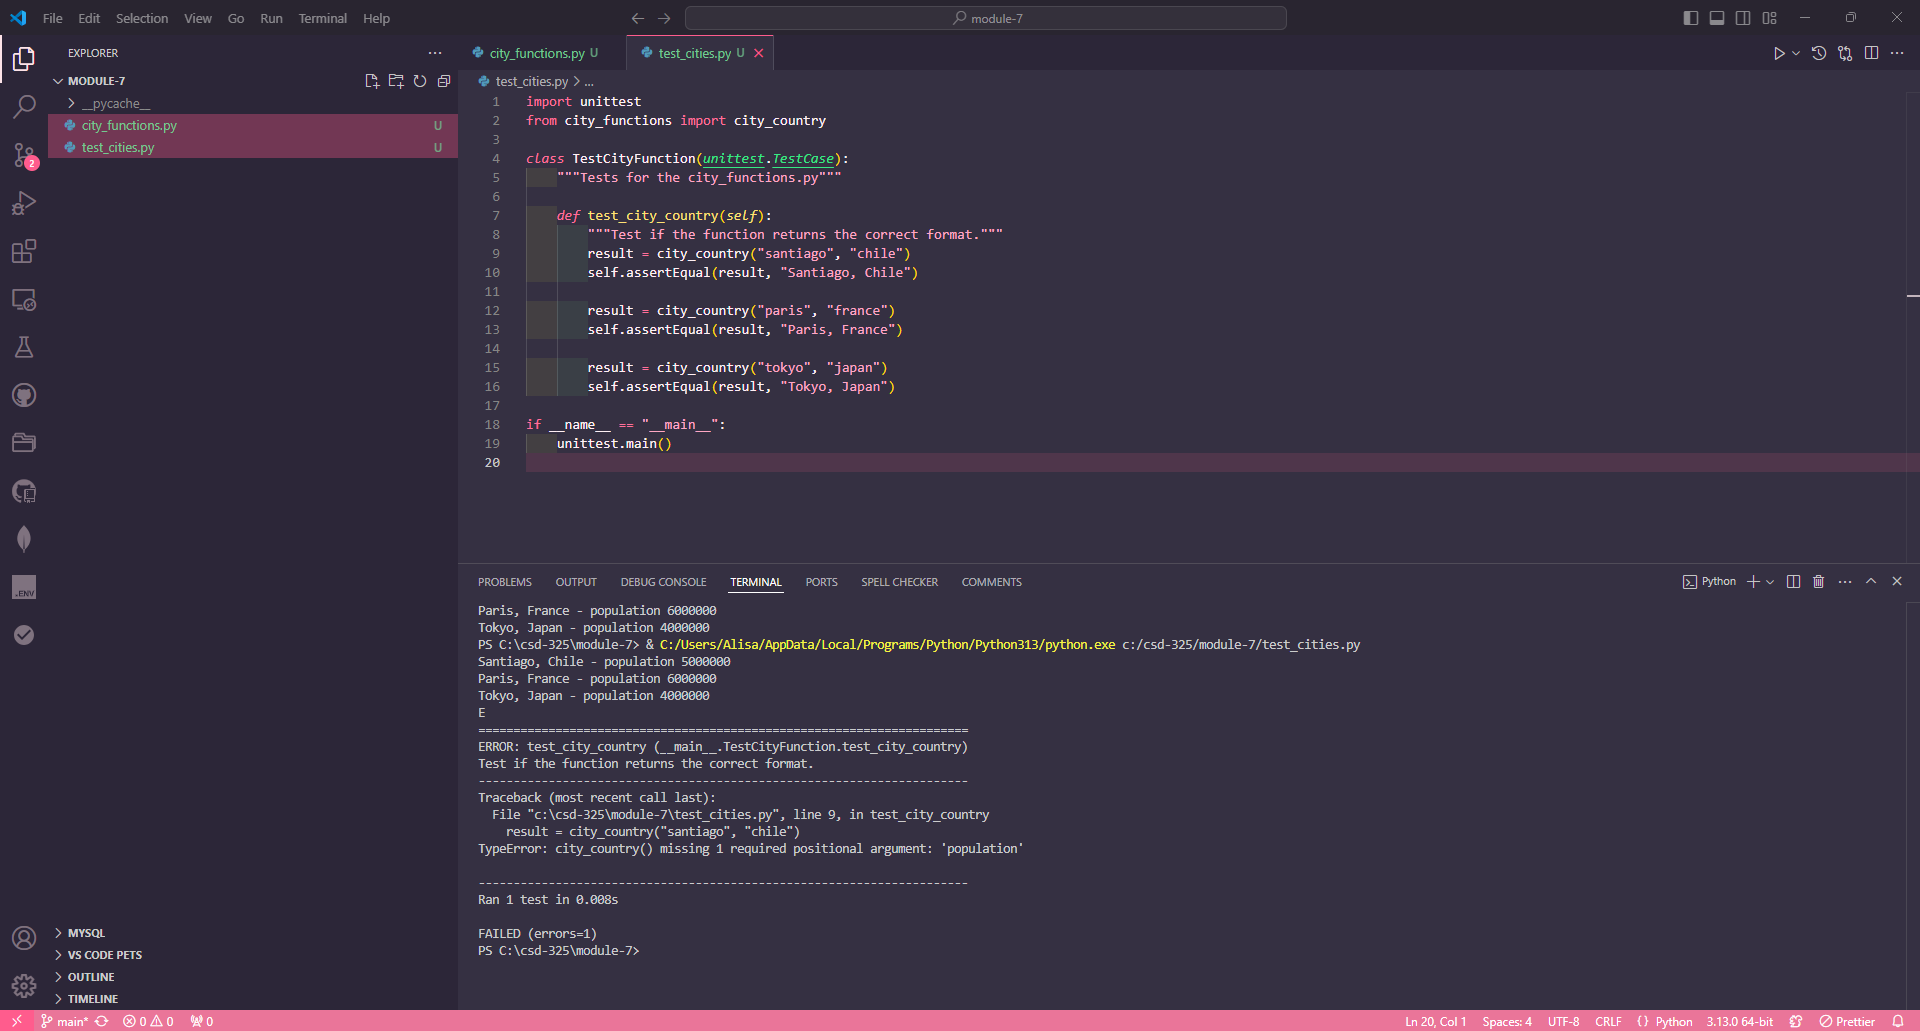 File Edit Selection View Go Run Terminal Help
module-7
EXPLORER
MODULE-7
__pycache__
city_functions.py U
test_cities.py U
2
.ENV
MYSQL
VS CODE PETS
OUTLINE
TIMELINE
city_functions.py U test_cities.py U
test_cities.py > ...
1 import unittest
2 from city_functions import city_country
3
4 class TestCityFunction(unittest.TestCase):
5 """Tests for the city_functions.py"""
6
7 def test_city_country(self):
8 """Test if the function returns the correct format."""
9 result = city_country("santiago", "chile")
10 self.assertEqual(result, "Santiago, Chile")
11
12 result = city_country("paris", "france")
13 self.assertEqual(result, "Paris, France")
14
15 result = city_country("tokyo", "japan")
16 self.assertEqual(result, "Tokyo, Japan")
17
18 if __name__ == "__main__":
19 unittest.main()
20
PROBLEMS OUTPUT DEBUG CONSOLE TERMINAL PORTS SPELL CHECKER COMMENTS
Python
Paris, France - population 6000000
Tokyo, Japan - population 4000000
PS C:\csd-325\module-7> & C:/Users/Alisa/AppData/Local/Programs/Python/Python313/python.exe c:/csd-325/module-7/test_cities.py
Santiago, Chile - population 5000000
Paris, France - population 6000000
Tokyo, Japan - population 4000000
E
======================================================================
ERROR: test_city_country (__main__.TestCityFunction.test_city_country)
Test if the function returns the correct format.
----------------------------------------------------------------------
Traceback (most recent call last):
File "c:\csd-325\module-7\test_cities.py", line 9, in test_city_country
result = city_country("santiago", "chile")
TypeError: city_country() missing 1 required positional argument: 'population'
----------------------------------------------------------------------
Ran 1 test in 0.008s
FAILED (errors=1)
PS C:\csd-325\module-7>
main* 0 0 0
Ln 20, Col 1 Spaces: 4 UTF-8 CRLF {} Python 3.13.0 64-bit Prettier